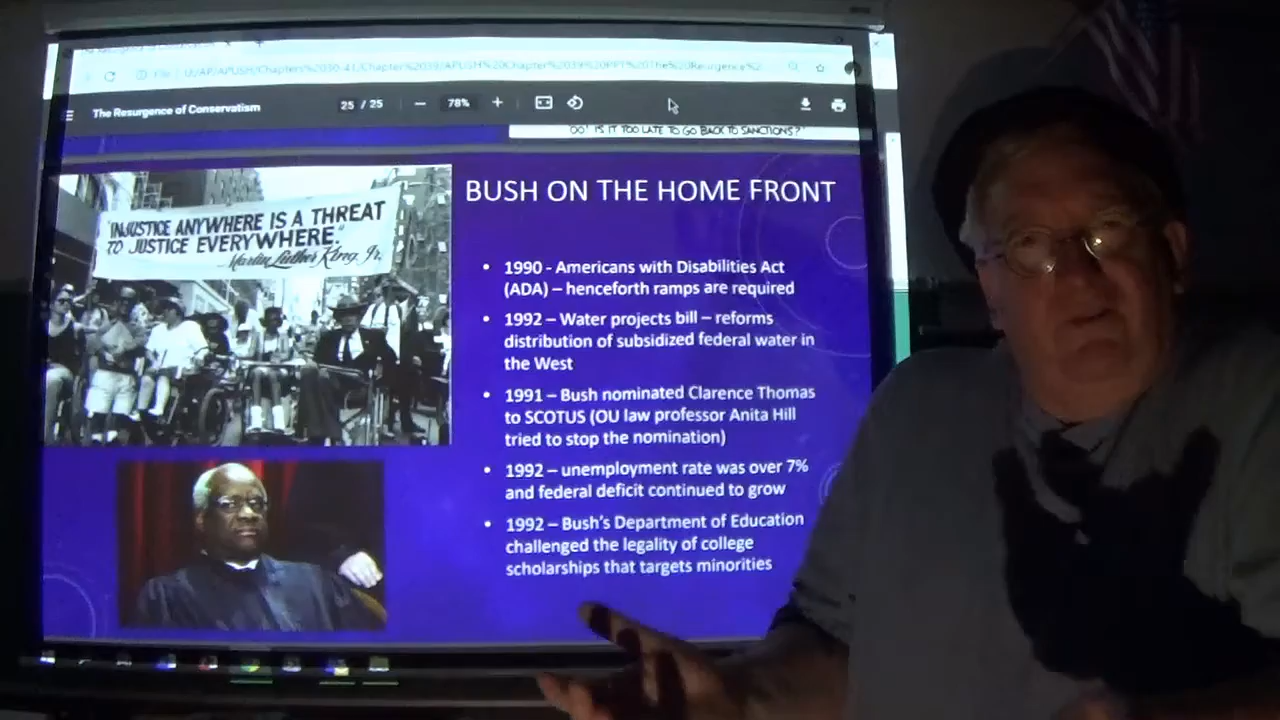 The Resurgence of Conservatism
25 / 25
78%
OO' IS IT TOO LATE TO GO BACK TO SANCTIONS?"
"INJUSTICE ANYWHERE IS A THREAT
TO JUSTICE EVERYWHERE."
Martin Luther King, Jr.
BUSH ON THE HOME FRONT
• 1990 - Americans with Disabilities Act
(ADA) – henceforth ramps are required
• 1992 – Water projects bill – reforms
distribution of subsidized federal water in
the West
• 1991 – Bush nominated Clarence Thomas
to SCOTUS (OU law professor Anita Hill
tried to stop the nomination)
• 1992 – unemployment rate was over 7%
and federal deficit continued to grow
• 1992 – Bush's Department of Education
challenged the legality of college
scholarships that targets minorities